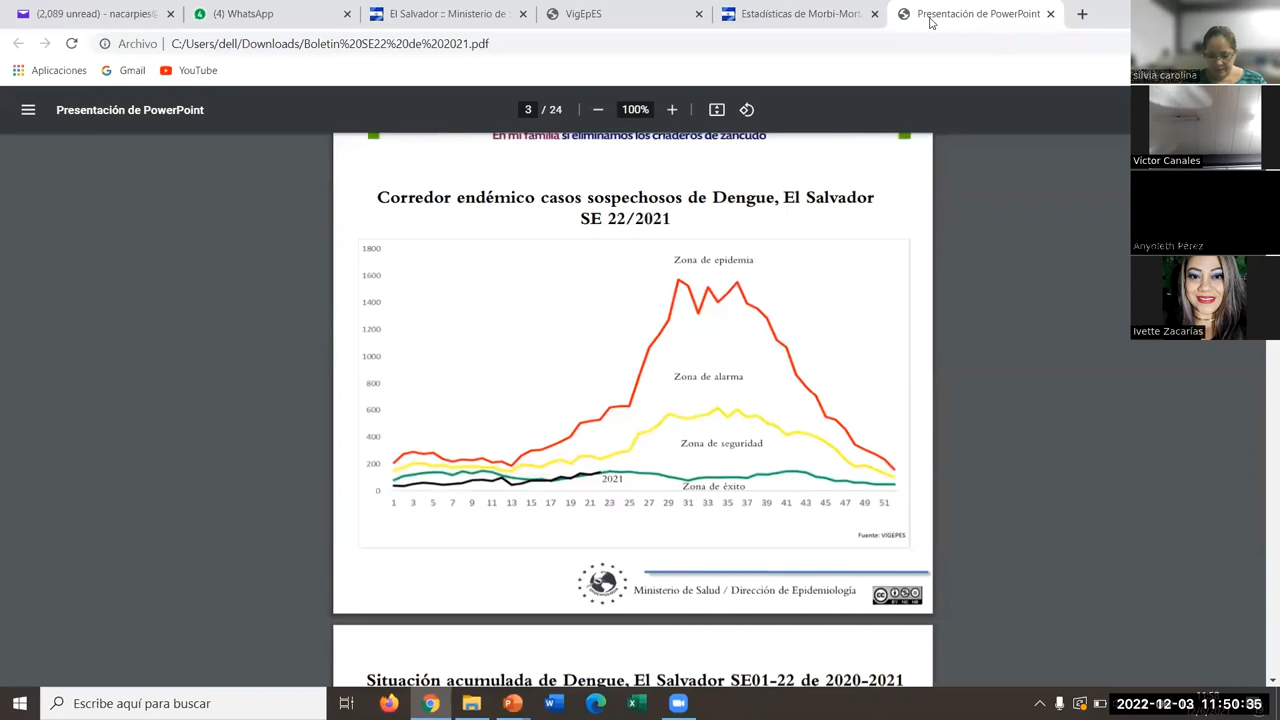 (2,089 unread) - scarpies
(4) WhatsApp
El Salvador :: Ministerio de S
VigEpES
Estadísticas de Morbi-Mort
Presentación de PowerPoint
Archivo
C:/Users/dell/Downloads/Boletin%20SE22%20de%202021.pdf
Aplicaciones
Gmail
YouTube
Presentación de PowerPoint
3 / 24
100%
En mi familia si eliminamos los criaderos de zancudo
Corredor endémico casos sospechosos de Dengue, El Salvador
SE 22/2021
1800
1600
1400
1200
1000
800
600
400
200
0
Zona de epidemia
Zona de alarma
Zona de seguridad
2021
Zona de éxito
1 3 5 7 9 11 13 15 17 19 21 23 25 27 29 31 33 35 37 39 41 43 45 47 49 51
Fuente: VIGEPES
Ministerio de Salud / Dirección de Epidemiología
Situación acumulada de Dengue, El Salvador SE01-22 de 2020-2021
silvia carolina
Víctor Canales
Anyoleth Pérez
Ivette Zacarías
Escribe aquí para buscar
2022-12-03 11:50:35